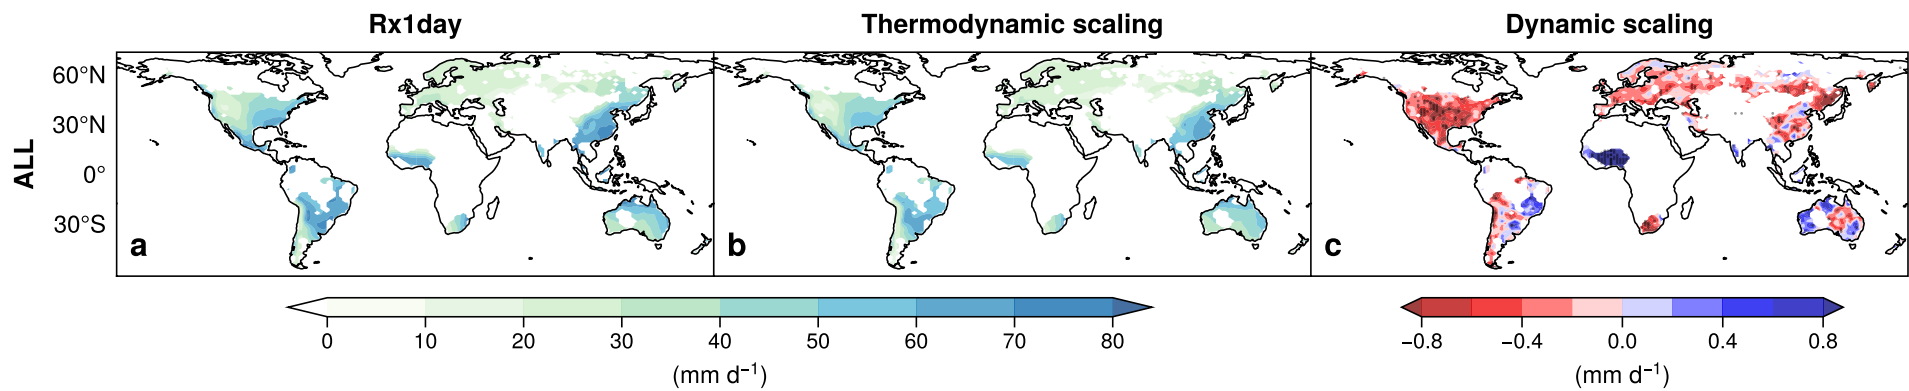 Rx1day Thermodynamic scaling Dynamic scaling
ALL
60°N
30°N
0°
30°S
a b c
0 10 20 30 40 50 60 70 80 −0.8 −0.4 0.0 0.4 0.8
(mm d⁻¹) (mm d⁻¹)